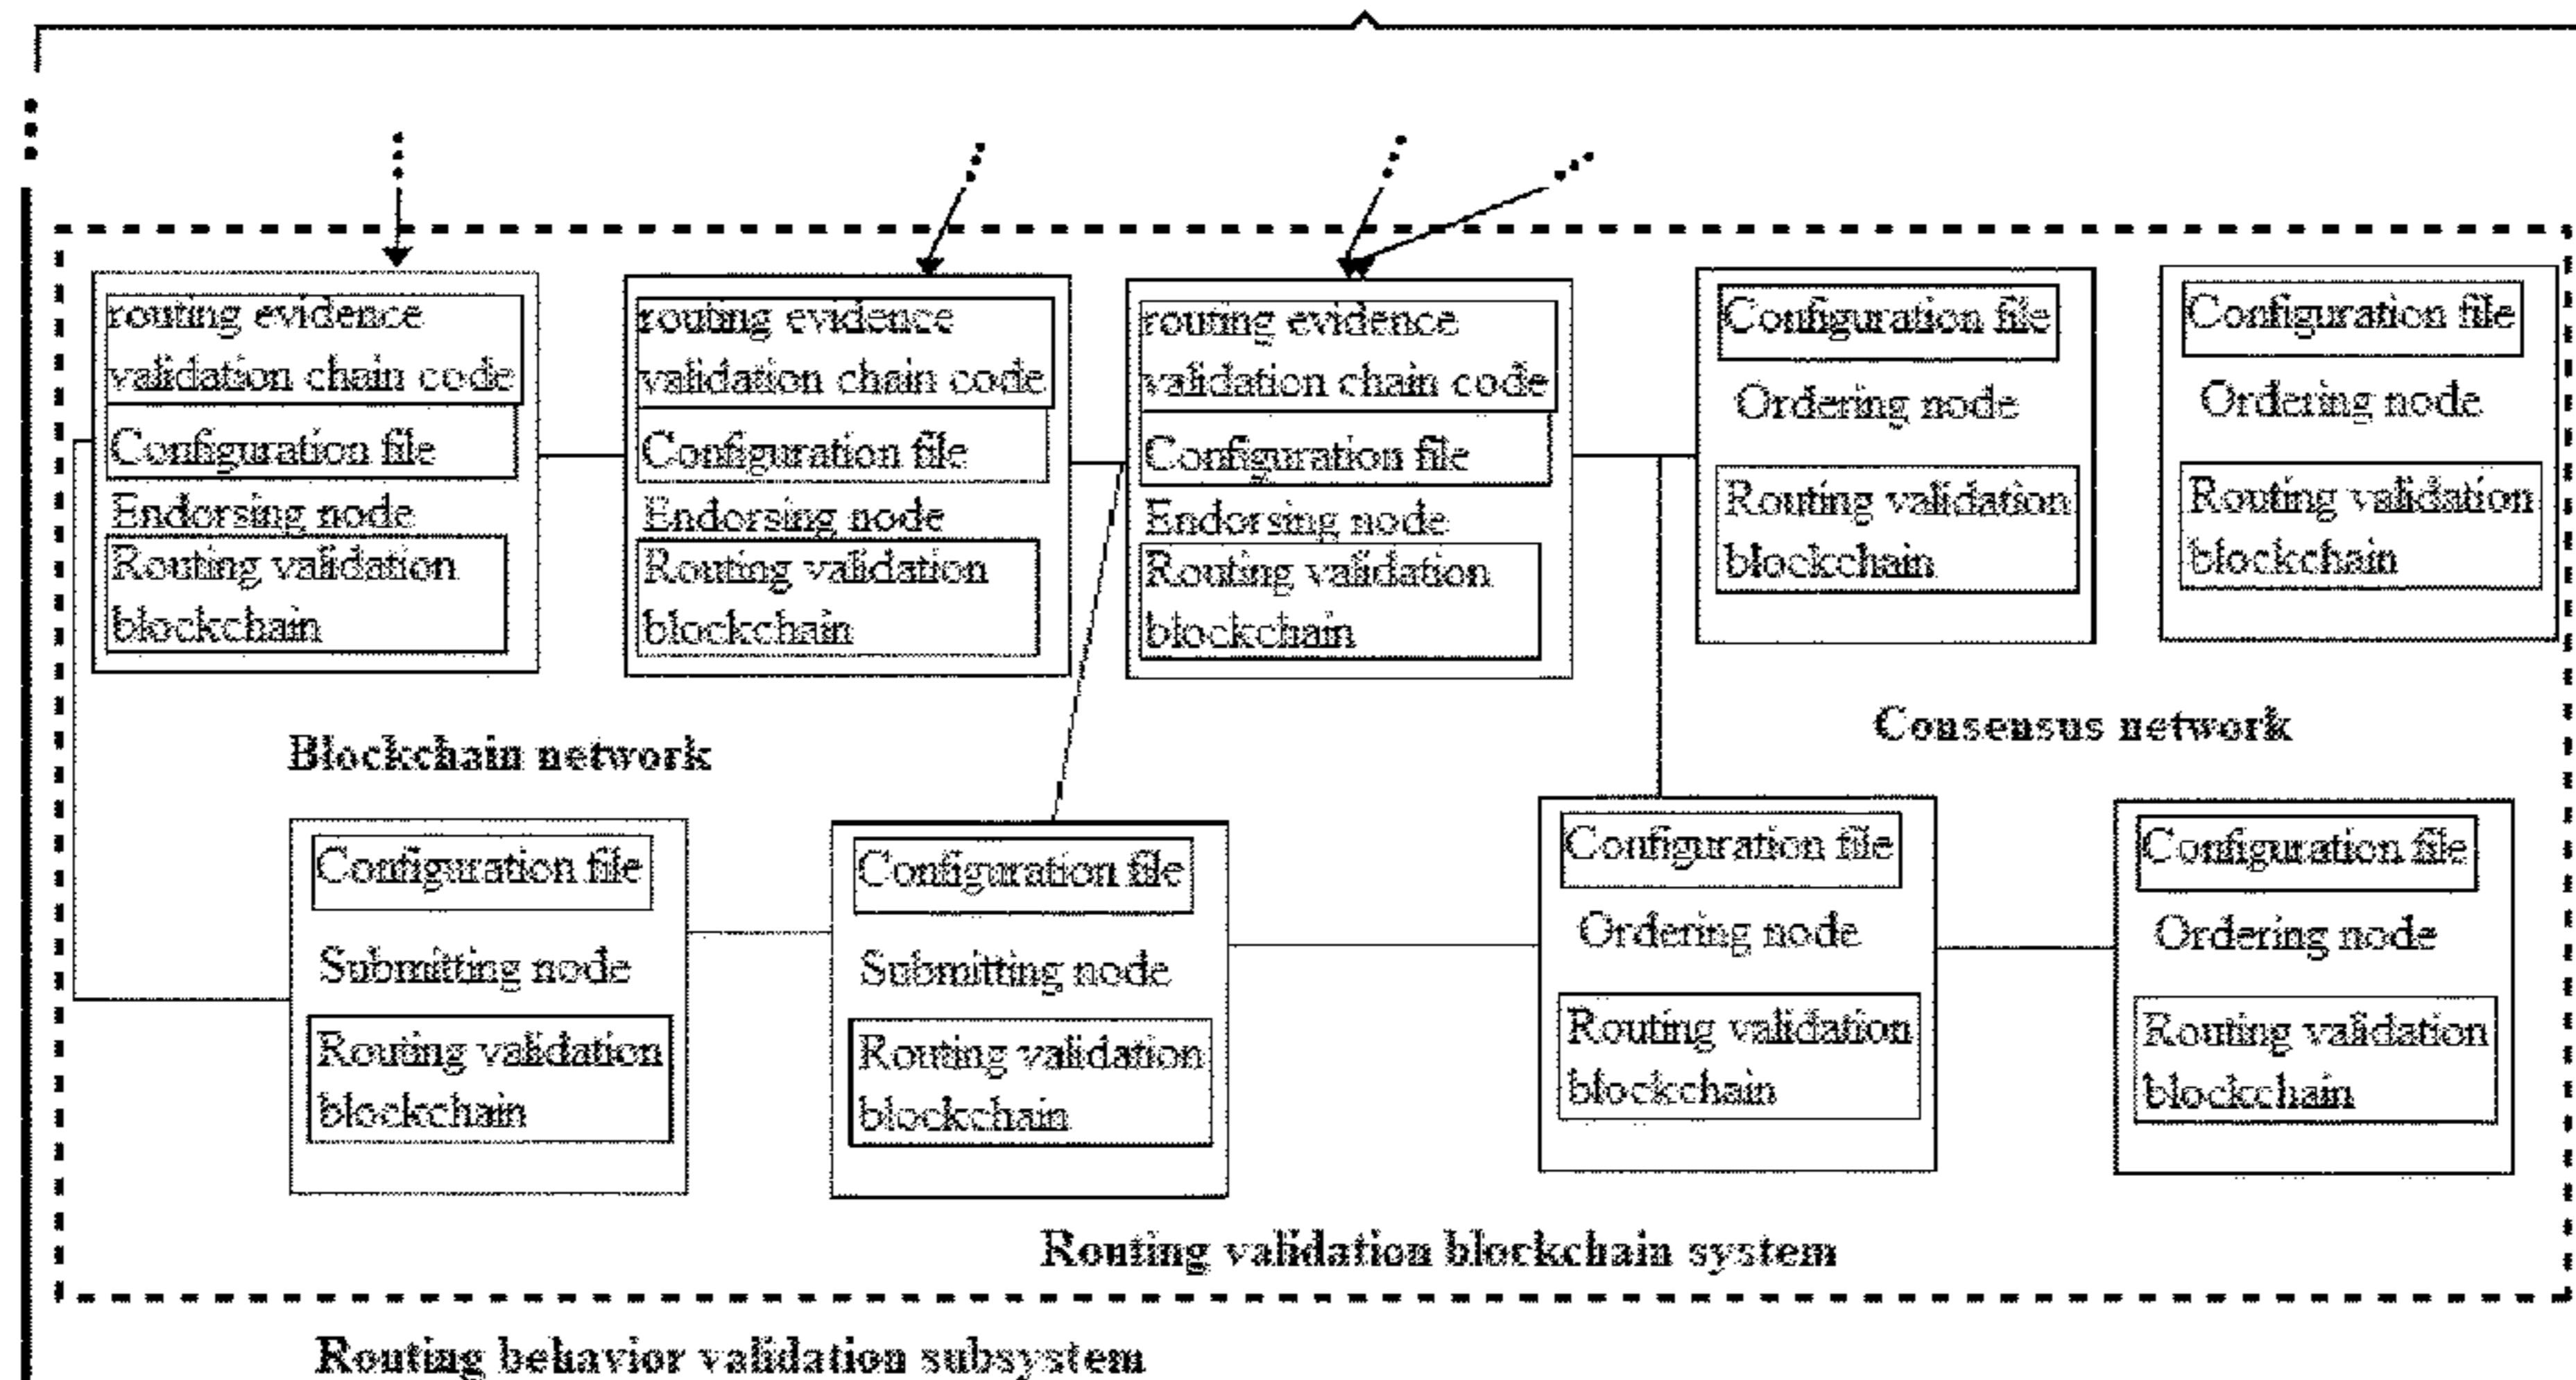 routing evidence
validation chain code
Configuration file
Endorsing node
Routing validation
blockchain
routing evidence
validation chain code
Configuration file
Endorsing node
Routing validation
blockchain
routing evidence
validation chain code
Configuration file
Endorsing node
Routing validation
blockchain
Configuration file
Ordering node
Routing validation
blockchain
Configuration file
Ordering node
Routing validation
blockchain
Blockchain network
Consensus network
Configuration file
Submitting node
Routing validation
blockchain
Configuration file
Submitting node
Routing validation
blockchain
Configuration file
Ordering node
Routing validation
blockchain
Configuration file
Ordering node
Routing validation
blockchain
Routing validation blockchain system
Routing behavior validation subsystem